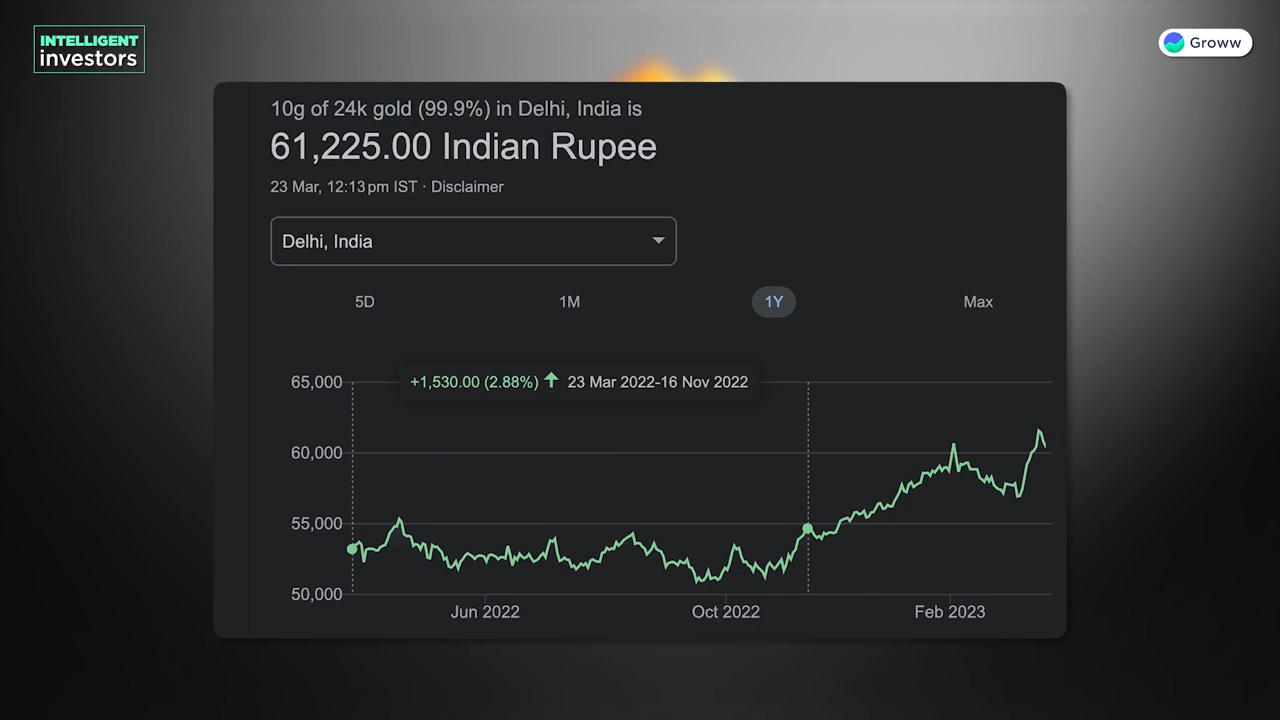 INTELLIGENT
investors
Groww
10g of 24k gold (99.9%) in Delhi, India is
61,225.00 Indian Rupee
23 Mar, 12:13 pm IST · Disclaimer
Delhi, India
5D 1M 1Y Max
+1,530.00 (2.88%) ↑ 23 Mar 2022-16 Nov 2022
65,000
60,000
55,000
50,000
Jun 2022 Oct 2022 Feb 2023